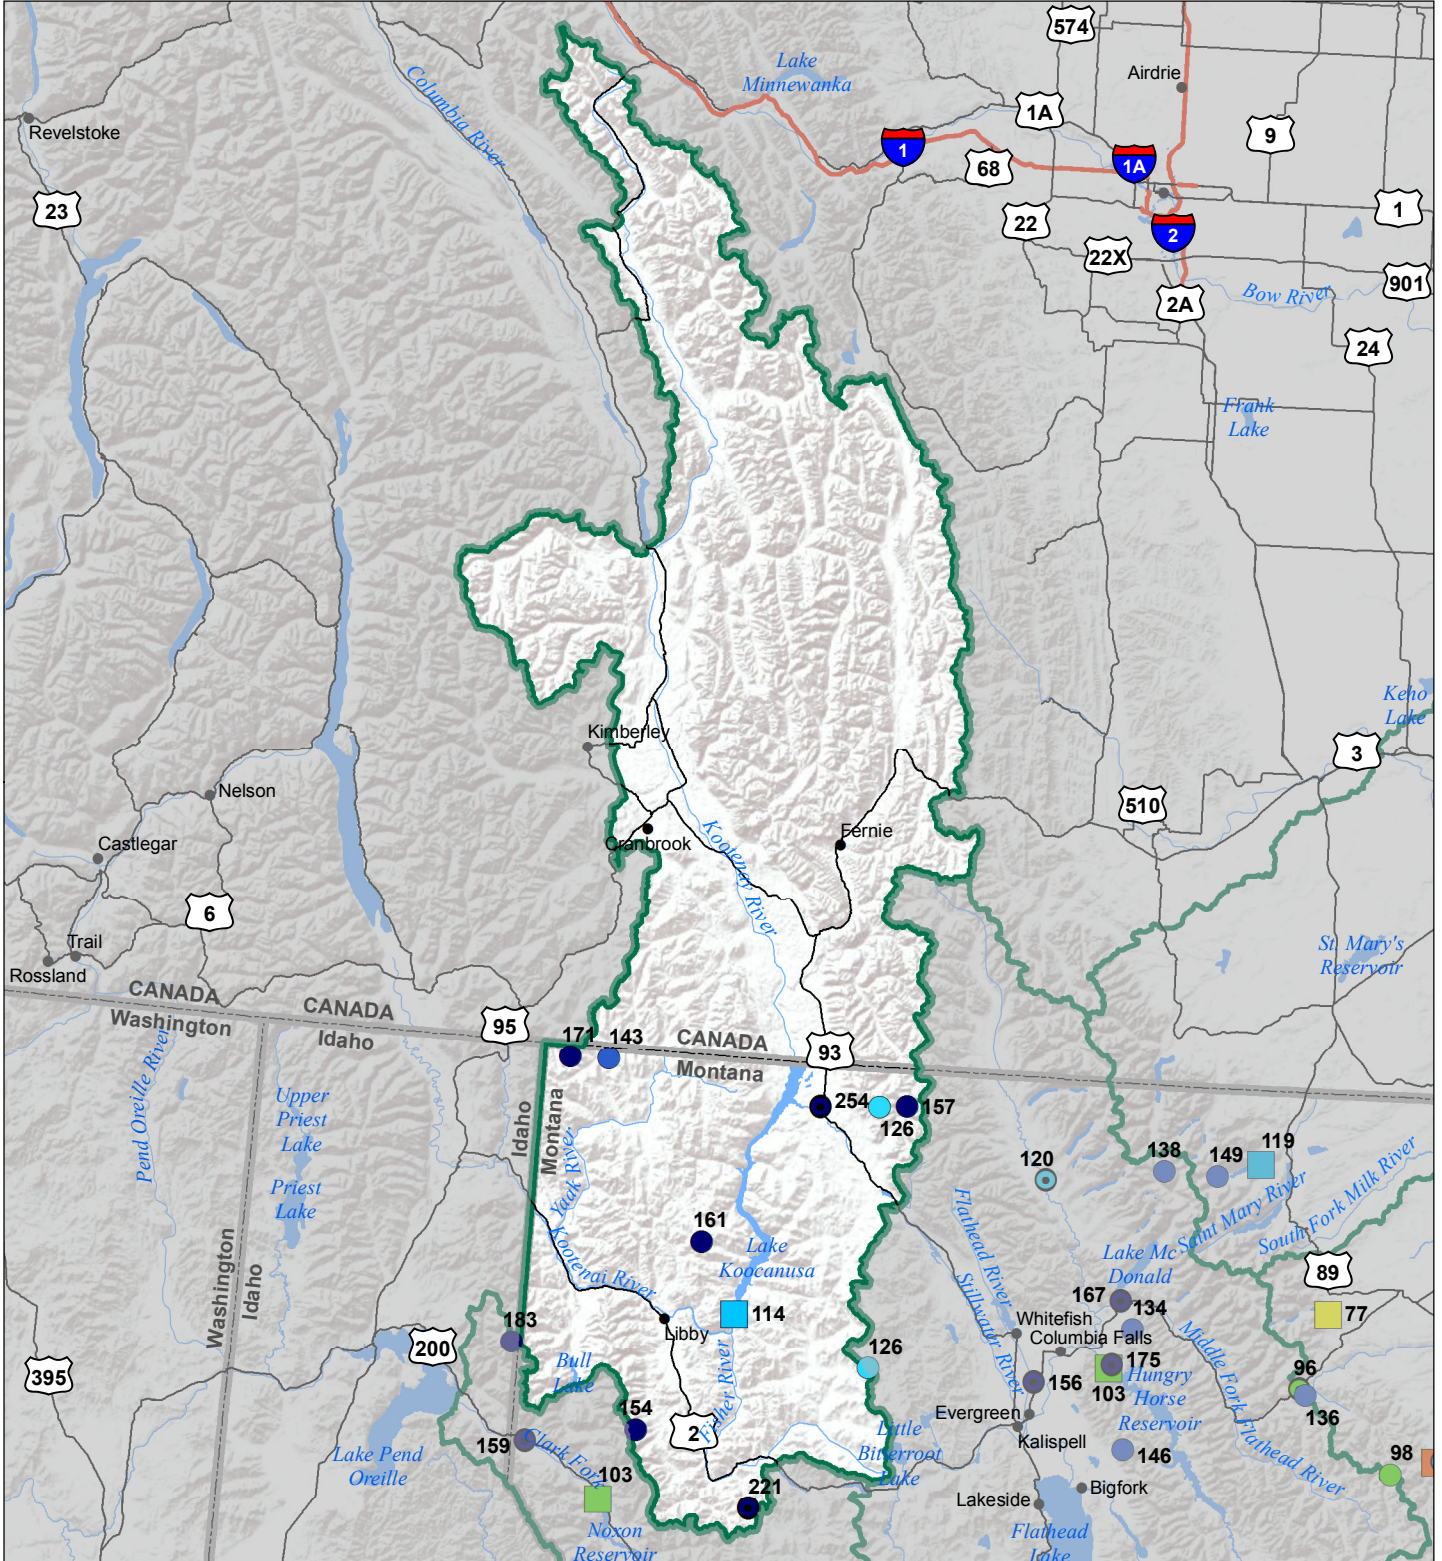 574
Lake
Minnewanka
Airdrie
Columbia River
1A
Revelstoke
9
1
1A
68
23
22
1
2
22X
901
Bow River
2A
24
Frank
Lake
Keho
Lake
Kimberley
3
Nelson
510
Castlegar
Cranbrook
Fernie
Kootenay River
6
Trail
Rossland
St. Mary's
Reservoir
CANADA
Washington
CANADA
Idaho
95
171
143
CANADA
Montana
93
Pend Oreille River
Upper
Priest
Lake
Idaho
Montana
254
126
157
Yaak River
120
138
149
119
Priest
Lake
Flathead River
Saint Mary River
South Fork Milk River
Washington
Idaho
161
Lake
Koocanusa
Kootenai River
Lake Mc
Donald
89
Stillwater River
167
134
114
77
183
Libby
Whitefish
Columbia Falls
200
Bull
Lake
Fisher River
126
175
Middle Fork Flathead River
395
156
103
Hungry
Horse
Reservoir
96
136
154
2
Evergreen
Kalispell
Little
Bitterroot
Lake
159
Clark Fork
146
98
Lake Pend
Oreille
103
221
Bigfork
Lakeside
Noxon
Reservoir
Flathead
Lake